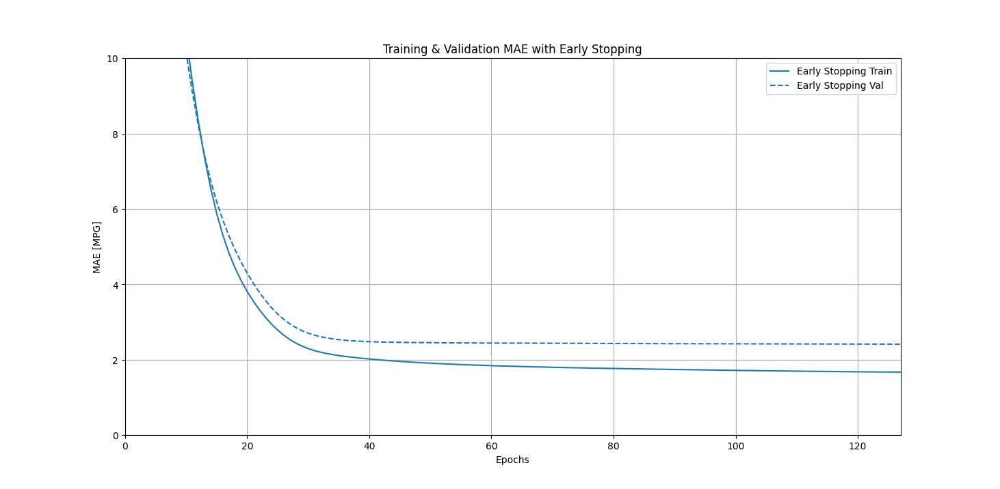 Training & Validation MAE with Early Stopping
Early Stopping Train
Early Stopping Val
10
8
6
4
2
0
MAE [MPG]
0 20 40 60 80 100 120
Epochs